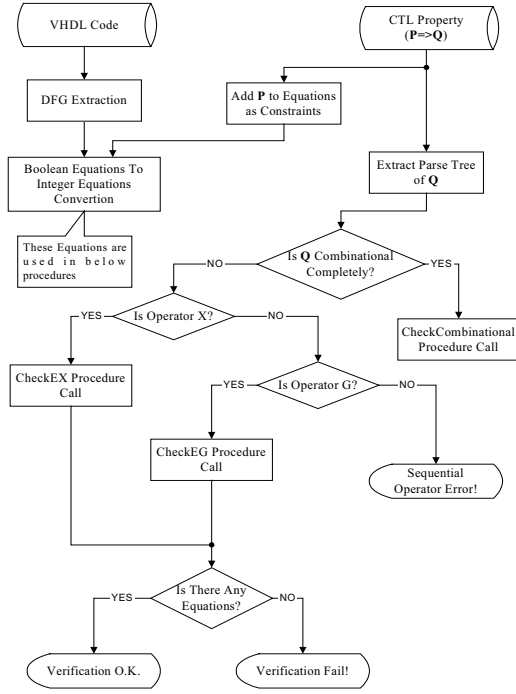 VHDL Code
CTL Property
(P=>Q)
DFG Extraction
Add P to Equations
as Constraints
Boolean Equations To
Integer Equations
Convertion
Extract Parse Tree
of Q
These Equations are
used in below
procedures
Is Q Combinational
Completely?
NO
YES
Is Operator X?
YES
NO
CheckCombinational
Procedure Call
CheckEX Procedure
Call
Is Operator G?
YES
NO
CheckEG Procedure
Call
Sequential
Operator Error!
Is There Any
Equations?
YES
NO
Verification O.K.
Verification Fail!